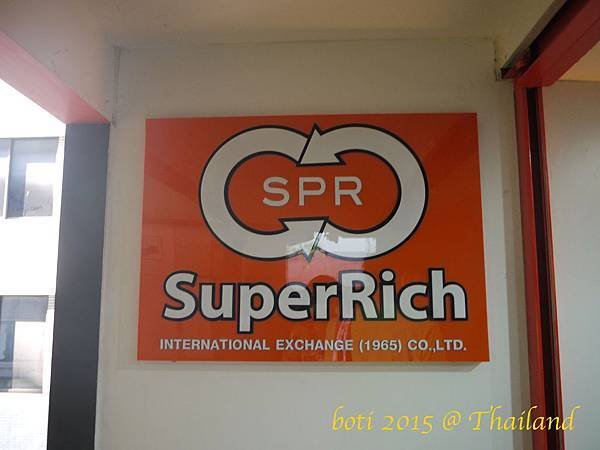 SPR
SuperRich
INTERNATIONAL EXCHANGE (1965) CO.,LTD.
boti 2015 @ Thailand